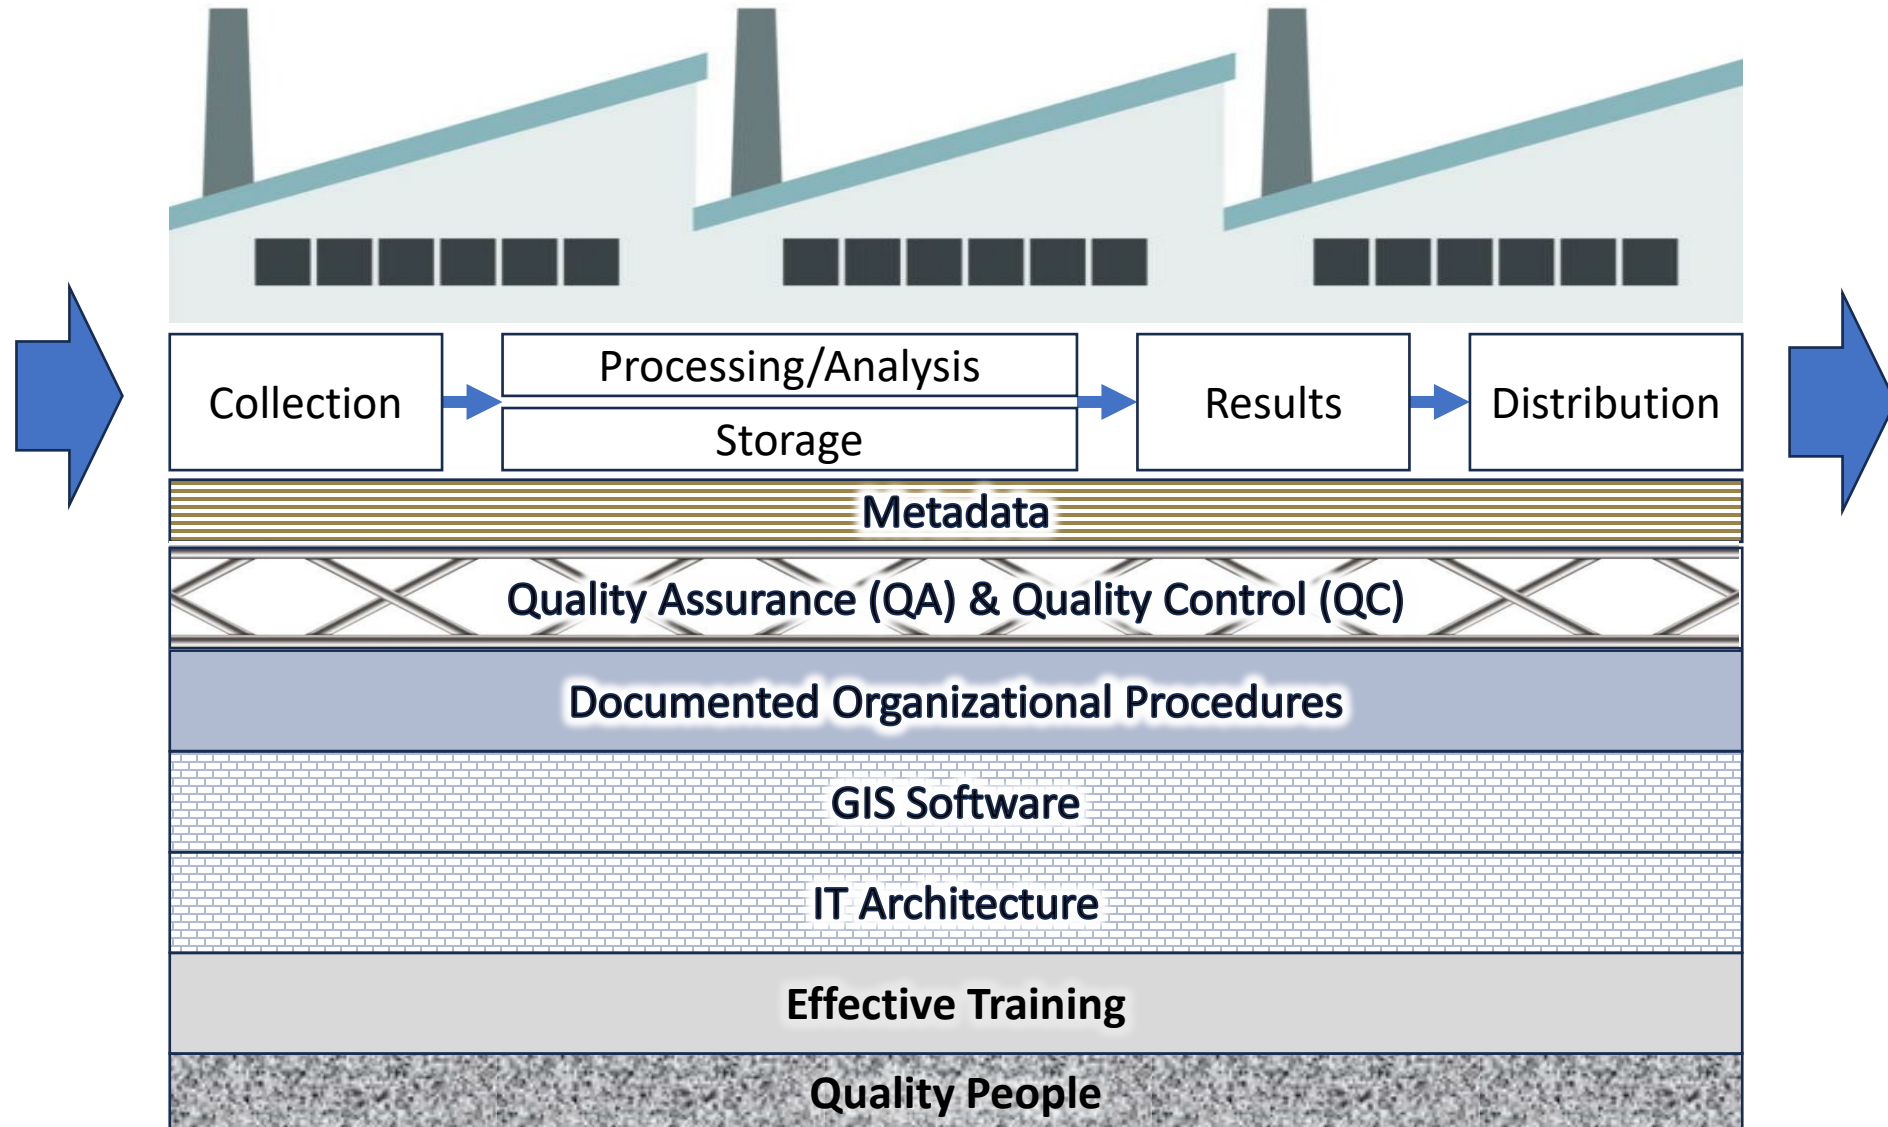 Collection
Processing/Analysis
Storage
Results
Distribution
Metadata
Quality Assurance (QA) & Quality Control (QC)
Documented Organizational Procedures
GIS Software
IT Architecture
Effective Training
Quality People